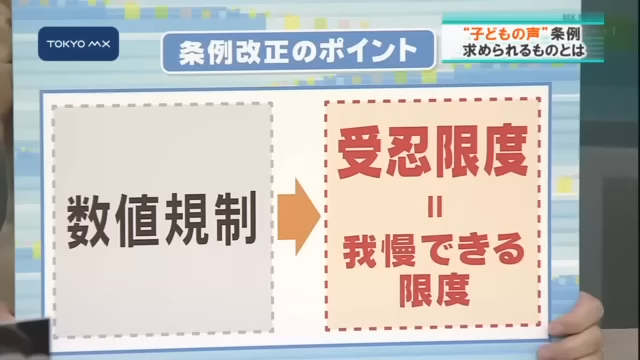 TOKYO MX
条例改正のポイント
"子どもの声"条例
求められるものとは
数値規制
受忍限度
=
我慢できる
限度